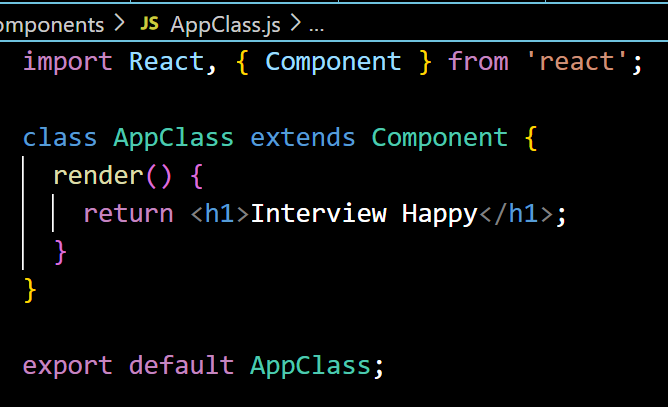 omponents > JS AppClass.js > ...
import React, { Component } from 'react';
class AppClass extends Component {
render() {
return <h1>Interview Happy</h1>;
}
}
export default AppClass;